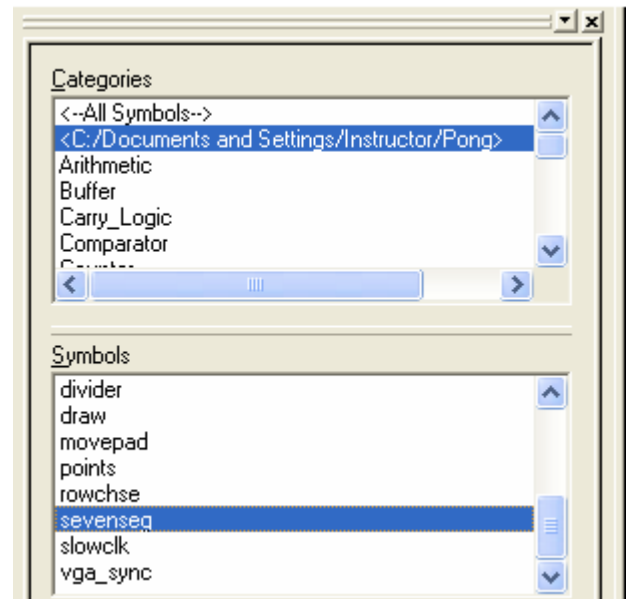 Categories
<--All Symbols-->
<C:/Documents and Settings/Instructor/Pong>
Arithmetic
Buffer
Carry_Logic
Comparator
Counter
Symbols
divider
draw
movepad
points
rowchse
sevenseg
slowclk
vga_sync